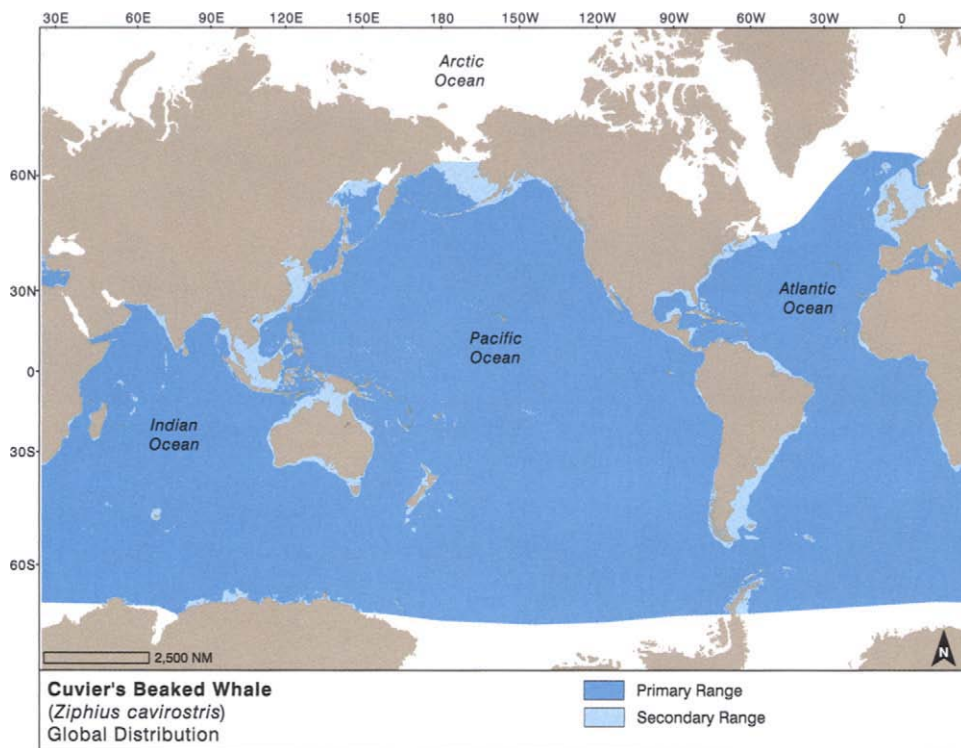 30E 60E 90E 120E 150E 180 150W 120W 90W 60W 30W 0
Arctic
Ocean
60N
30N
Atlantic
Ocean
Pacific
Ocean
0
Indian
Ocean
30S
60S
2,500 NM
N
Cuvier's Beaked Whale
(Ziphius cavirostris)
Global Distribution
Primary Range
Secondary Range